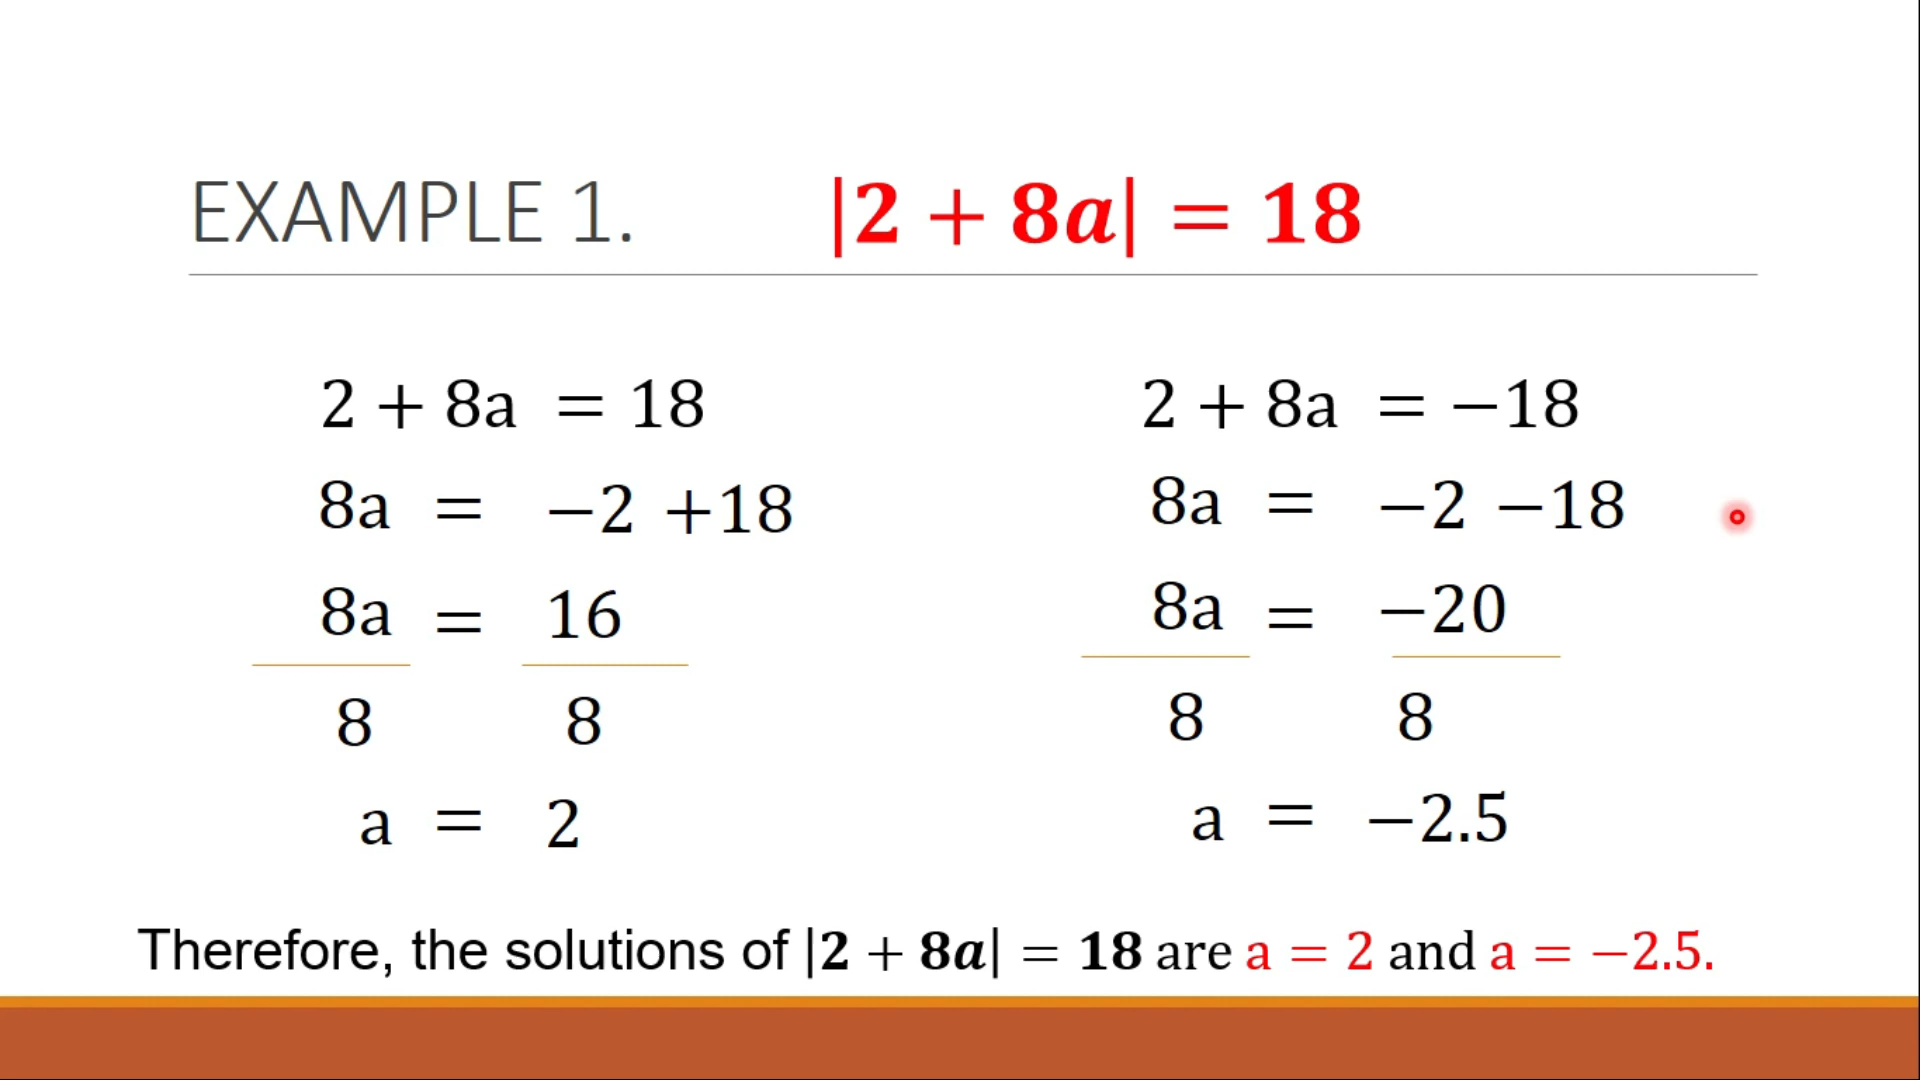 EXAMPLE 1. |2 + 8a| = 18
2 + 8a = 18
8a = −2 +18
8a = 16
8 8
a = 2
2 + 8a = −18
8a = −2 −18
8a = −20
8 8
a = −2.5
Therefore, the solutions of |2 + 8a| = 18 are a = 2 and a = −2.5.